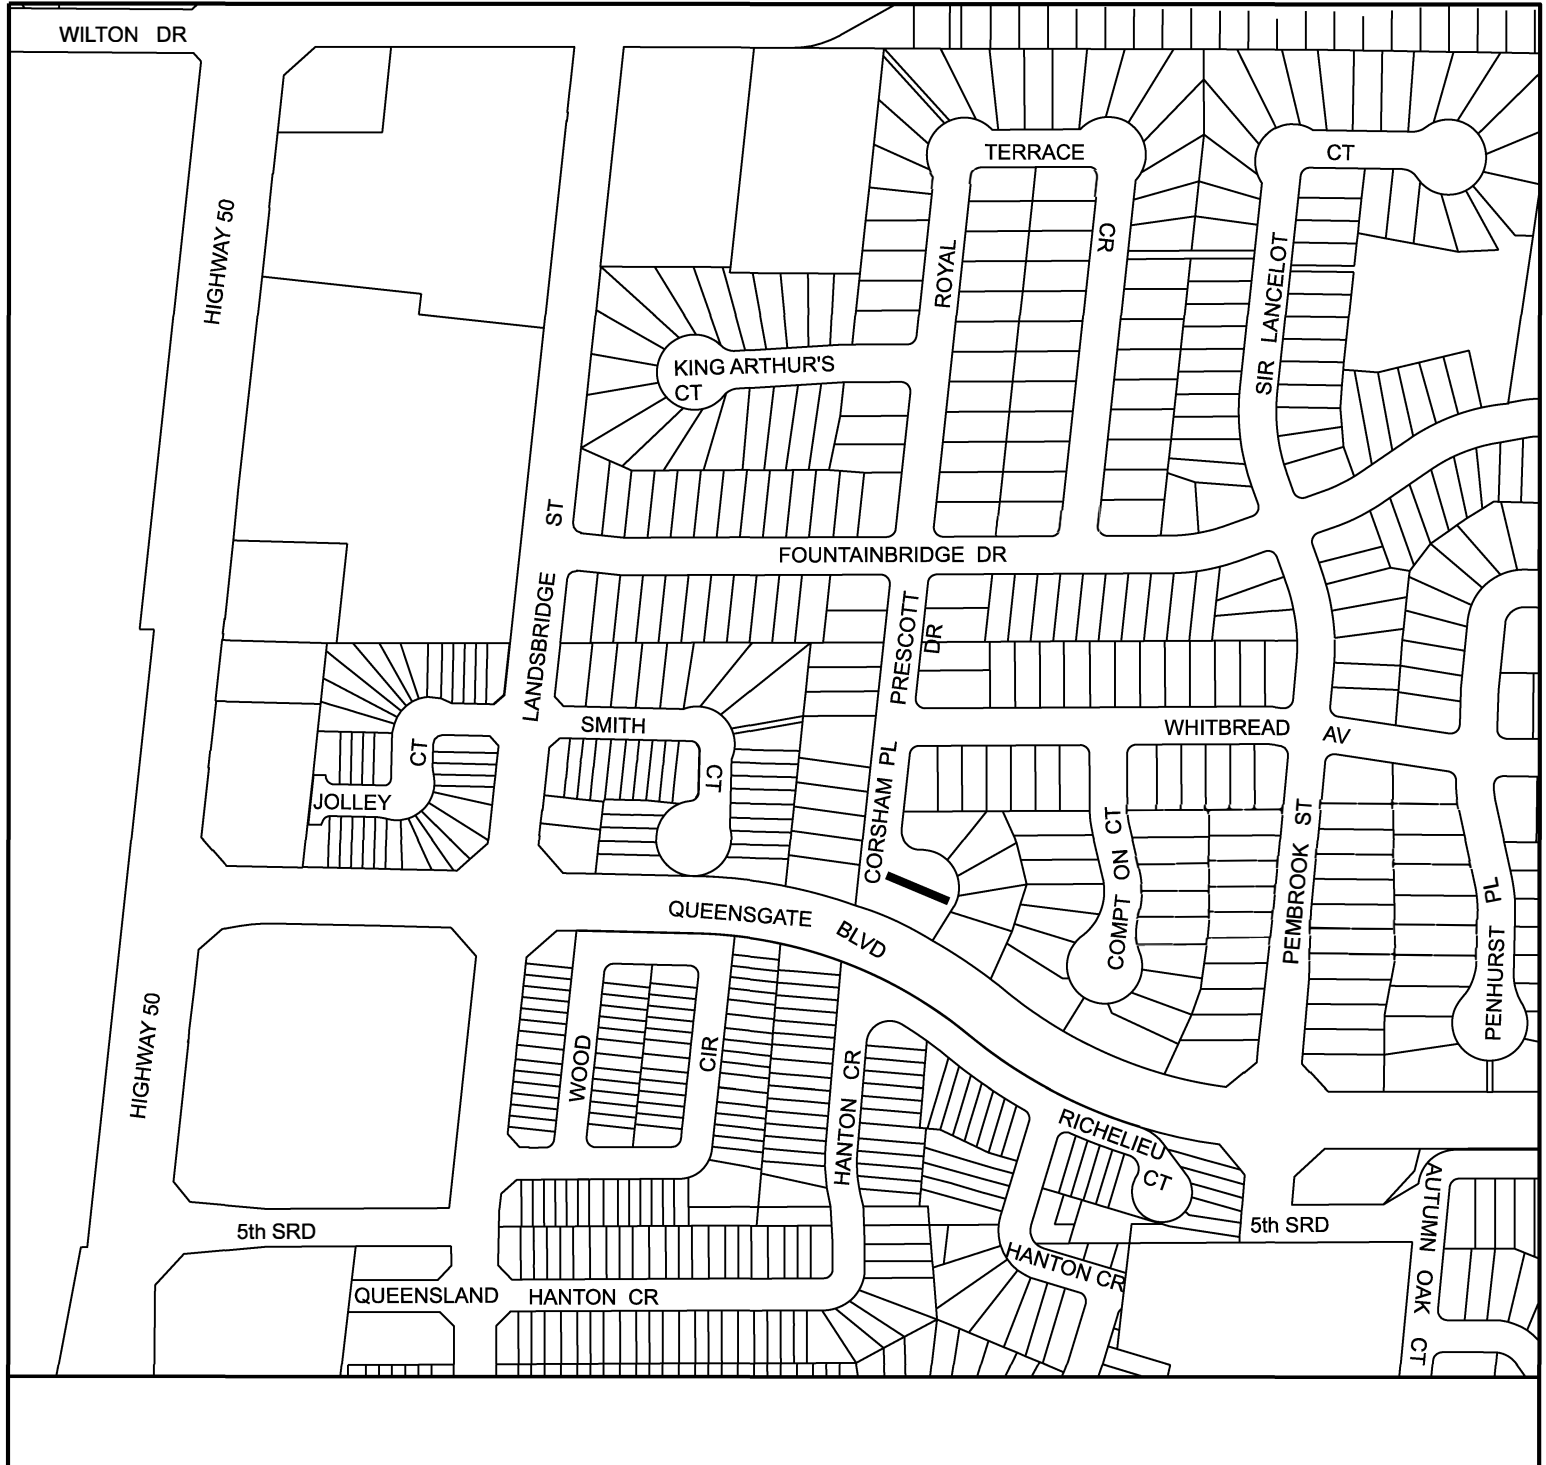 WILTON DR
HIGHWAY 50
TERRACE
CT
ROYAL
CR
SIR LANCELOT
KING ARTHUR'S
CT
ST
FOUNTAINBRIDGE DR
LANDSBRIDGE
PRESCOTT
DR
SMITH
CT
WHITBREAD AV
CT
JOLLEY
CORSHAM PL
COMPT ON CT
PEMBROOK ST
PENHURST PL
QUEENSGATE BLVD
HIGHWAY 50
WOOD
CIR
HANTON CR
RICHELIEU
CT
5th SRD
5th SRD
AUTUMN OAK CT
HANTON CR
QUEENSLAND
HANTON CR